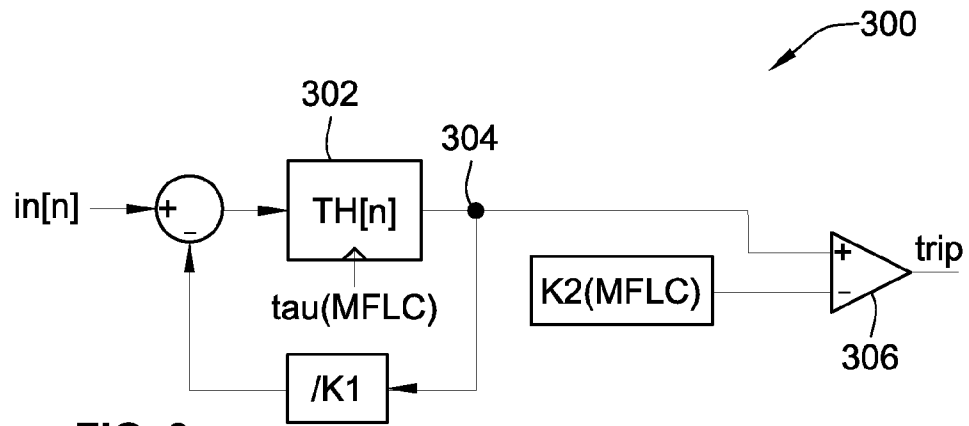 300
302
304
in[n]
+
−
TH[n]
tau(MFLC)
K2(MFLC)
+
−
trip
306
/K1